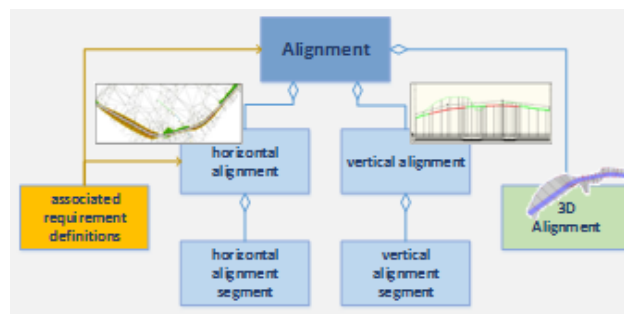 Alignment
horizontal
alignment
vertical alignment
associated
requirement
definitions
3D
Alignment
horizontal
alignment
segment
vertical
alignment
segment